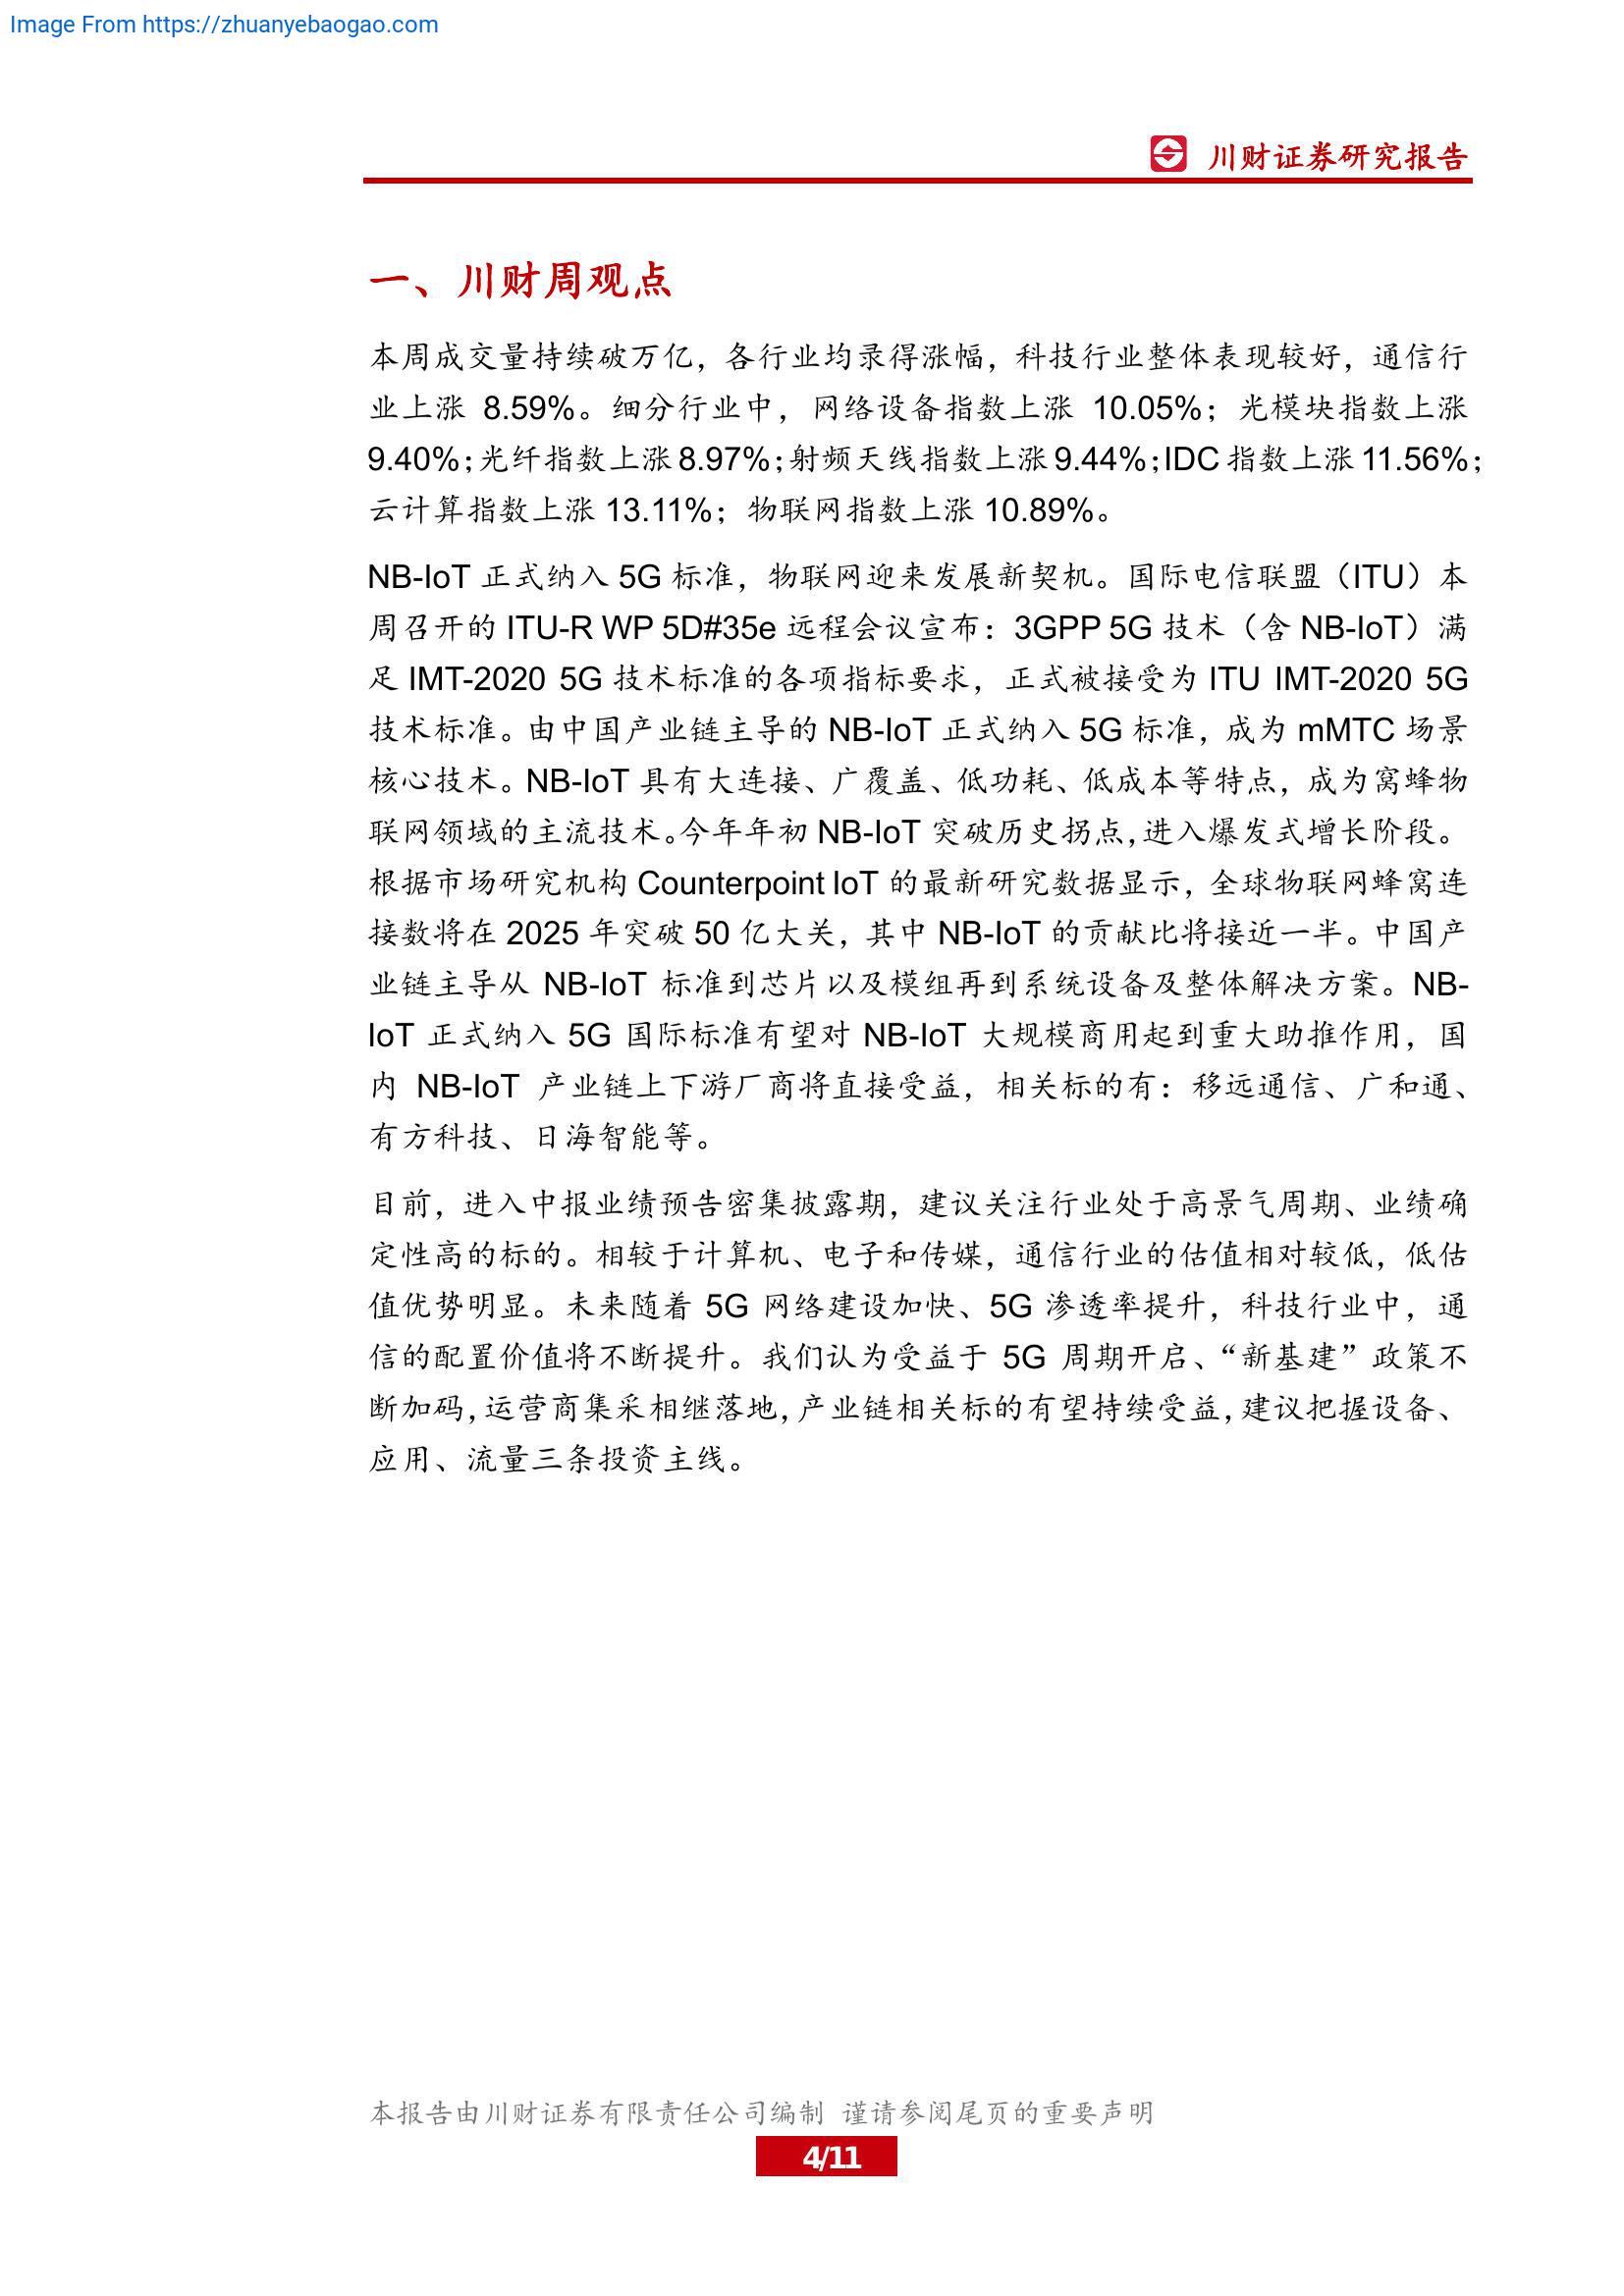 Image From https://zhuanyebaogao.com
川财证券研究报告
一、川财周观点
本周成交量持续破万亿，各行业均录得涨幅，科技行业整体表现较好，通信行
业上涨 8.59%。细分行业中，网络设备指数上涨 10.05%；光模块指数上涨
9.40%；光纤指数上涨 8.97%；射频天线指数上涨 9.44%；IDC 指数上涨 11.56%；
云计算指数上涨 13.11%；物联网指数上涨 10.89%。
NB-IoT 正式纳入 5G 标准，物联网迎来发展新契机。国际电信联盟（ITU）本
周召开的 ITU-R WP 5D#35e 远程会议宣布：3GPP 5G 技术（含 NB-IoT）满
足 IMT-2020 5G 技术标准的各项指标要求，正式被接受为 ITU IMT-2020 5G
技术标准。由中国产业链主导的 NB-IoT 正式纳入 5G 标准，成为 mMTC 场景
核心技术。NB-IoT 具有大连接、广覆盖、低功耗、低成本等特点，成为窝蜂物
联网领域的主流技术。今年年初 NB-IoT 突破历史拐点，进入爆发式增长阶段。
根据市场研究机构 Counterpoint IoT 的最新研究数据显示，全球物联网蜂窝连
接数将在 2025 年突破 50 亿大关，其中 NB-IoT 的贡献比将接近一半。中国产
业链主导从 NB-IoT 标准到芯片以及模组再到系统设备及整体解决方案。NB-
IoT 正式纳入 5G 国际标准有望对 NB-IoT 大规模商用起到重大助推作用，国
内 NB-IoT 产业链上下游厂商将直接受益，相关标的有：移远通信、广和通、
有方科技、日海智能等。
目前，进入中报业绩预告密集披露期，建议关注行业处于高景气周期、业绩确
定性高的标的。相较于计算机、电子和传媒，通信行业的估值相对较低，低估
值优势明显。未来随着 5G 网络建设加快、5G 渗透率提升，科技行业中，通
信的配置价值将不断提升。我们认为受益于 5G 周期开启、“新基建”政策不
断加码，运营商集采相继落地，产业链相关标的有望持续受益，建议把握设备、
应用、流量三条投资主线。
本报告由川财证券有限责任公司编制 谨请参阅尾页的重要声明
4/11